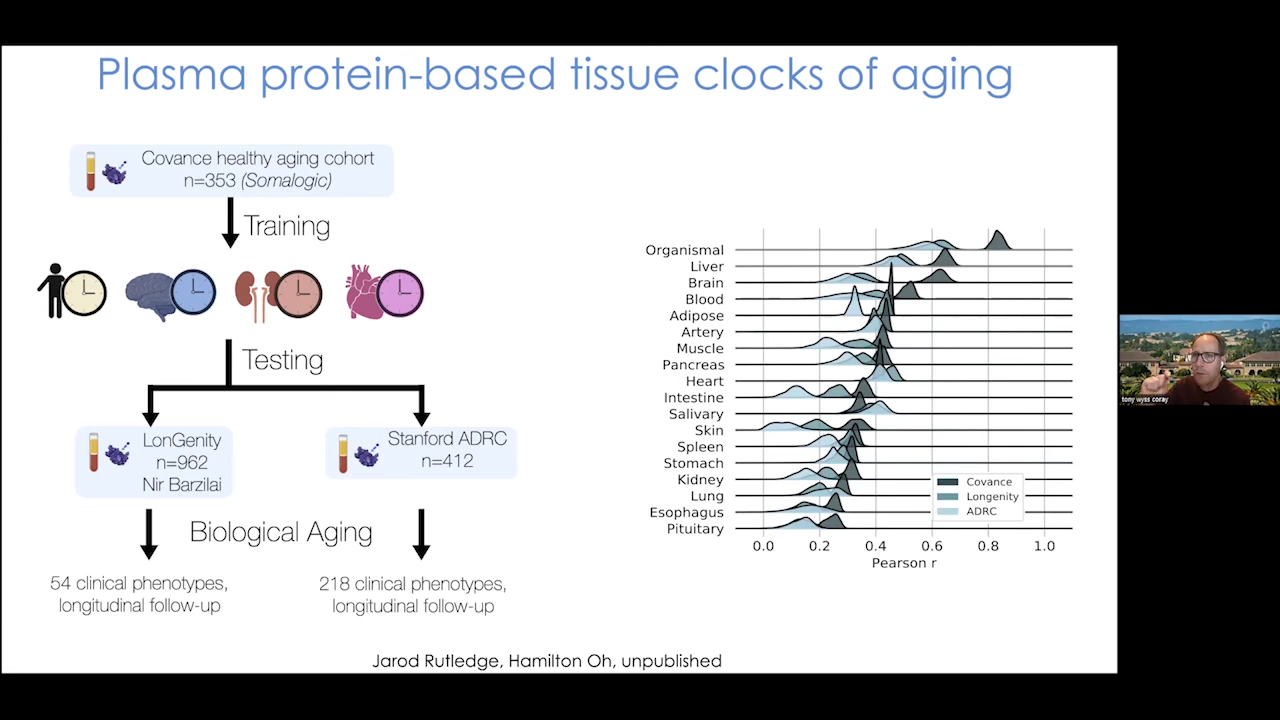 Plasma protein-based tissue clocks of aging
Covance healthy aging cohort
n=353 (Somalogic)
Training
Testing
LonGenity
n=962
Nir Barzilai
Stanford ADRC
n=412
Biological Aging
54 clinical phenotypes,
longitudinal follow-up
218 clinical phenotypes,
longitudinal follow-up
Organismal
Liver
Brain
Blood
Adipose
Artery
Muscle
Pancreas
Heart
Intestine
Salivary
Skin
Spleen
Stomach
Kidney
Lung
Esophagus
Pituitary
Covance
Longenity
ADRC
0.0 0.2 0.4 0.6 0.8 1.0
Pearson r
Jarod Rutledge, Hamilton Oh, unpublished
tony wyss coray